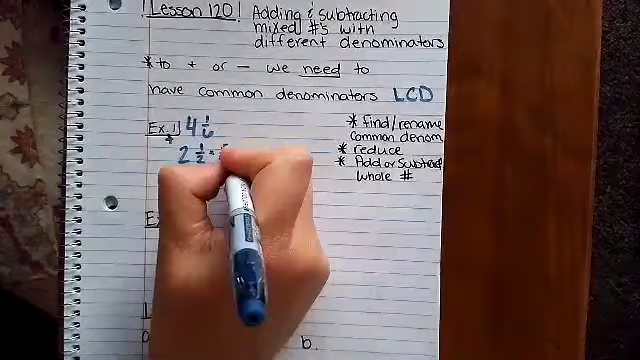 ! Lesson 120! Adding & subtracting
mixed #s with
different denominators
* to + or - we need to
have common denominators LCD
Ex. 1 4 1/6
+ 2 1/2 ·
* find/rename
common denom
* reduce
* Add or subtract
whole #
b.